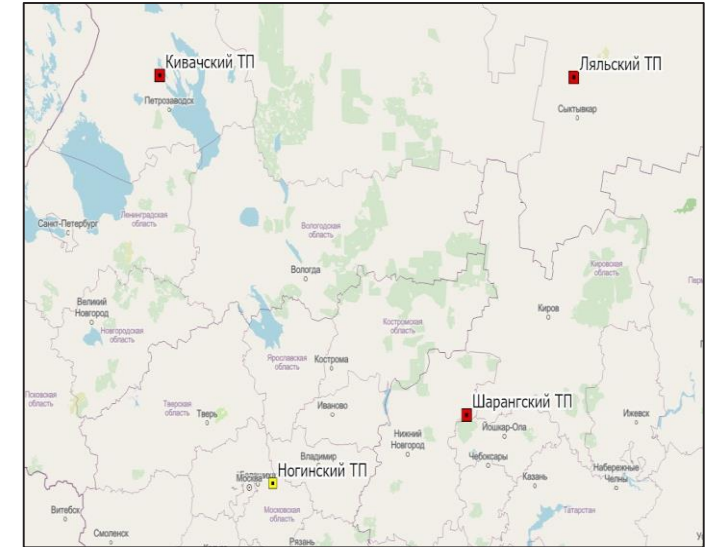 Кивачский ТП
Ляльский ТП
Петрозаводск
Сыктывкар
Ленинградская
область
Санкт-Петербург
Вологодская
область
Вологда
Кировская
область
Великий
Новгород
Новгородская
область
Костромская
область
Киров
Ярославская
область
Кострома
Псковская
область
Тверская
область
Тверь
Иваново
Шарангский ТП
Нижний
Новгород
Йошкар-Ола
Ижевск
Чебоксары
Владимир
Москва
Ногинский ТП
Казань
Набережные
Челны
Витебск
Московская
область
Татарстан
Смоленск
Рязань